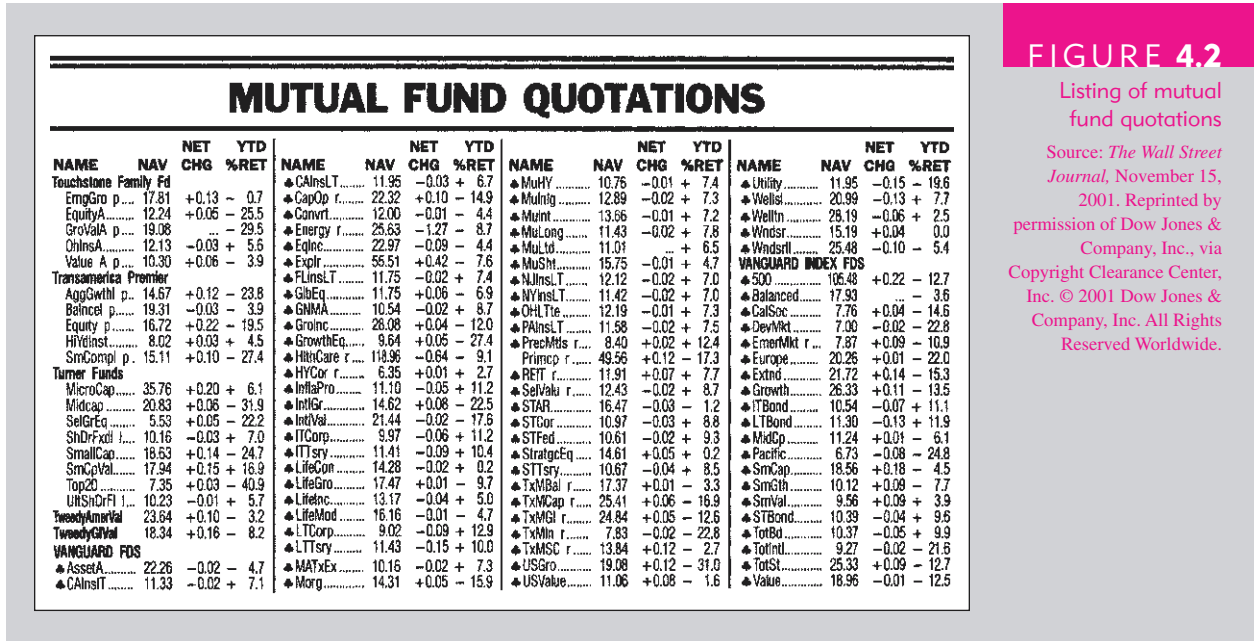 MUTUAL FUND QUOTATIONS
NET YTD
NAME NAV CHG %RET
Touchstone Family Fd
EmgGro p.... 17.81 +0.13 – 0.7
EquityA....... 12.24 +0.05 – 25.5
GroValA p.... 19.08 ... – 29.5
OhInsA........ 12.13 –0.03 + 5.6
Value A p.... 10.30 +0.06 – 3.9
Transamerica Premier
AggGwthI p.. 14.67 +0.12 – 23.8
BalnceI p..... 19.31 –0.03 – 3.9
Equity p...... 16.72 +0.22 – 19.5
HiYdInst....... 8.02 +0.03 + 4.5
SmCompI p . 15.11 +0.10 – 27.4
Turner Funds
MicroCap..... 35.76 +0.20 + 6.1
Midcap......... 20.83 +0.06 – 31.9
SelGrEq ...... 5.53 +0.05 – 22.2
10.16 –0.03 + 7.0
SmallCap..... 18.63 +0.14 – 24.7
SmCpVal..... 17.94 +0.15 + 16.9
Top20 ......... 7.35 +0.03 – 40.9
10.23 –0.01 + 5.7
TweedyAmerVal 23.64 +0.10 – 3.2
TweedyGlVal 18.34 +0.16 – 8.2
VANGUARD FDS
♣AssetA......... 22.26 –0.02 – 4.7
♣CAInsIT........ 11.33 –0.02 + 7.1
NET YTD
NAME NAV CHG %RET
♣CAInsLT....... 11.95 –0.03 + 6.7
♣CapOp r...... 22.32 +0.10 – 14.9
♣Convrt......... 12.00 –0.01 – 4.4
♣Energy r..... 25.63 –1.27 – 8.7
♣EqInc.......... 22.97 –0.09 – 4.4
♣Explr .......... 55.51 +0.42 – 7.6
♣FLInsLT ...... 11.75 –0.02 + 7.4
♣GlbEq ......... 11.75 +0.06 – 6.9
♣GNMA ........ 10.54 –0.02 + 8.7
♣GroInc......... 28.08 +0.04 – 12.0
♣GrowthEq..... 9.64 +0.05 – 27.4
♣HlthCare r .... 118.96 –0.64 – 9.1
♣HYCor r...... 6.35 +0.01 + 2.7
♣InflaPro ....... 11.10 –0.05 + 11.2
♣IntlGr........... 14.62 +0.08 – 22.5
♣IntlVal.......... 21.44 –0.02 – 17.6
♣ITCorp......... 9.97 –0.06 + 11.2
♣ITTsry......... 11.41 –0.09 + 10.4
♣LifeCon ....... 14.28 –0.02 + 0.2
♣LifeGro........ 17.47 +0.01 – 9.7
♣LifeInc......... 13.17 –0.04 + 5.0
♣LifeMod ....... 16.16 –0.01 – 4.7
♣LTCorp........ 9.02 –0.09 + 12.9
♣LTTsry........ 11.43 –0.15 + 10.0
♣MATxEx ...... 10.16 –0.02 + 7.3
♣Morg........... 14.31 +0.05 – 15.9
NET YTD
NAME NAV CHG %RET
♣MuHY .......... 10.76 –0.01 + 7.4
♣MuInlg.......... 12.89 –0.02 + 7.3
♣MuInt............ 13.66 –0.01 + 7.2
♣MuLong........ 11.43 –0.02 + 7.8
♣MuLtd........... 11.01 ... + 6.5
♣MuSht........... 15.75 –0.01 + 4.7
♣NJInsLT ....... 12.12 –0.02 + 7.0
♣NYInsLT ...... 11.42 –0.02 + 7.0
♣OHLTte........ 12.19 –0.01 + 7.3
♣PAInsLT ...... 11.58 –0.02 + 7.5
♣PrecMtls r .... 8.40 +0.02 + 12.4
Primcp r....... 49.56 +0.12 – 17.3
♣REIT r.......... 11.91 +0.07 + 7.7
♣SelValu r...... 12.43 –0.02 + 8.7
♣STAR............ 16.47 –0.03 – 1.2
♣STCor .......... 10.97 –0.03 + 8.8
♣STFed.......... 10.61 –0.02 + 9.3
♣StratgcEq .... 14.61 +0.05 + 0.2
♣STTsry......... 10.67 –0.04 + 8.5
♣TxMBal r...... 17.37 +0.01 – 3.3
♣TxMCap r .... 25.41 +0.06 – 16.9
♣TxMGI r....... 24.84 +0.05 – 12.6
♣TxMIn r........ 7.83 –0.02 – 22.8
♣TxMSC r ..... 13.84 +0.12 – 2.7
♣USGro.......... 19.08 +0.12 – 31.0
♣USValue....... 11.06 +0.08 – 1.6
NET YTD
NAME NAV CHG %RET
♣Utility........... 11.95 –0.15 – 19.6
♣Wellsl........... 20.99 –0.13 + 7.7
♣Welltn .......... 28.19 –0.06 + 2.5
♣Wndsr.......... 15.19 +0.04 0.0
♣WndsrII ........ 25.48 –0.10 – 5.4
VANGUARD INDEX FDS
♣500 .............. 105.48 +0.22 – 12.7
♣Balanced...... 17.93 ... – 3.6
♣CalSoc ........ 7.76 +0.04 – 14.6
♣DevMkt ........ 7.00 –0.02 – 22.8
♣EmerMkt r ... 7.87 +0.09 – 10.9
♣Europe......... 20.26 +0.01 – 22.0
♣Extnd........... 21.72 +0.14 – 15.3
♣Growth......... 26.33 +0.11 – 13.5
♣ITBond......... 10.54 –0.07 + 11.1
♣LTBond ....... 11.30 –0.13 + 11.9
♣MidCp ......... 11.24 +0.01 – 6.1
♣Pacific.......... 6.73 –0.08 – 24.8
♣SmCap......... 18.56 +0.18 – 4.5
♣SmGth ......... 10.12 +0.09 – 7.7
♣SmVal.......... 9.56 +0.09 + 3.9
♣STBond........ 10.39 –0.04 + 9.6
♣TotBd .......... 10.37 –0.05 + 9.9
♣TotIntl........... 9.27 –0.02 – 21.6
♣TotSt............ 25.33 +0.09 – 12.7
♣Value........... 18.96 –0.01 – 12.5
FIGURE 4.2
Listing of mutual
fund quotations
Source: The Wall Street
Journal, November 15,
2001. Reprinted by
permission of Dow Jones &
Company, Inc., via
Copyright Clearance Center,
Inc. © 2001 Dow Jones &
Company, Inc. All Rights
Reserved Worldwide.